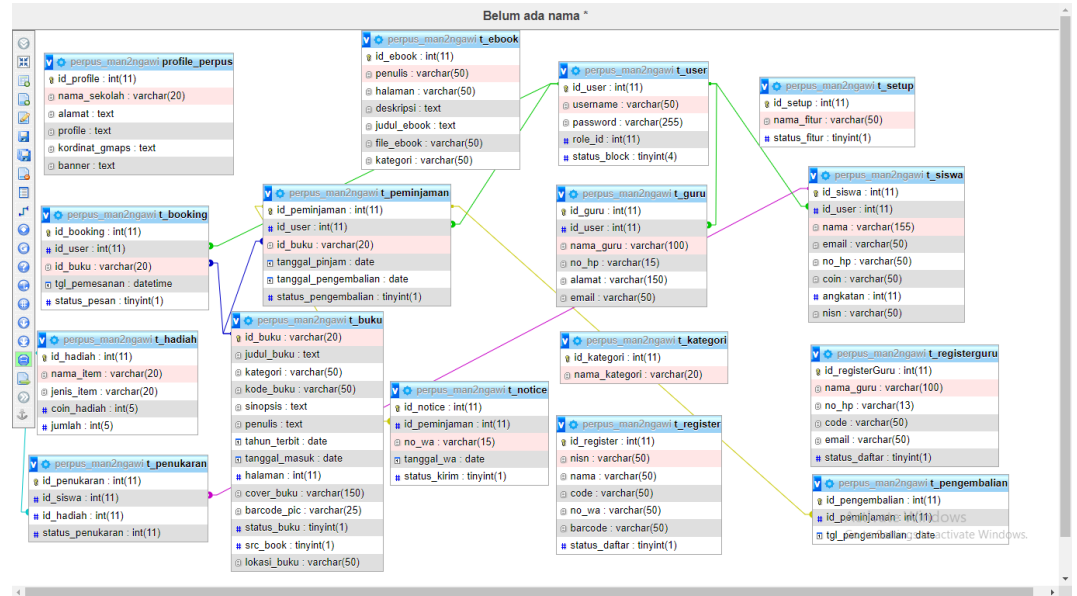 Belum ada nama *
perpus_man2ngawi profile_perpus
id_profile : int(11)
nama_sekolah : varchar(20)
alamat : text
profile : text
kordinat_gmaps : text
banner : text
perpus_man2ngawi t_ebook
id_ebook : int(11)
penulis : varchar(50)
halaman : varchar(50)
deskripsi : text
judul_ebook : text
file_ebook : varchar(50)
kategori : varchar(50)
perpus_man2ngawi t_user
id_user : int(11)
username : varchar(50)
password : varchar(255)
role_id : int(11)
status_block : tinyint(4)
perpus_man2ngawi t_setup
id_setup : int(11)
nama_fitur : varchar(50)
status_fitur : tinyint(1)
perpus_man2ngawi t_booking
id_booking : int(11)
id_user : int(11)
id_buku : varchar(20)
tgl_pemesanan : datetime
status_pesan : tinyint(1)
perpus_man2ngawi t_peminjaman
id_peminjaman : int(11)
id_user : int(11)
id_buku : varchar(20)
tanggal_pinjam : date
tanggal_pengembalian : date
status_pengembalian : tinyint(1)
perpus_man2ngawi t_guru
id_guru : int(11)
id_user : int(11)
nama_guru : varchar(100)
no_hp : varchar(15)
alamat : varchar(150)
email : varchar(50)
perpus_man2ngawi t_siswa
id_siswa : int(11)
id_user : int(11)
nama : varchar(155)
email : varchar(50)
no_hp : varchar(50)
coin : varchar(50)
angkatan : int(11)
nisn : varchar(50)
perpus_man2ngawi t_hadiah
id_hadiah : int(11)
nama_item : varchar(20)
jenis_item : varchar(20)
coin_hadiah : int(5)
jumlah : int(5)
perpus_man2ngawi t_buku
id_buku : varchar(20)
judul_buku : text
kategori : varchar(50)
kode_buku : varchar(50)
sinopsis : text
penulis : text
tahun_terbit : date
tanggal_masuk : date
halaman : int(11)
cover_buku : varchar(150)
barcode_pic : varchar(25)
status_buku : tinyint(1)
src_book : tinyint(1)
lokasi_buku : varchar(50)
perpus_man2ngawi t_kategori
id_kategori : int(11)
nama_kategori : varchar(20)
perpus_man2ngawi t_registerguru
id_registerGuru : int(11)
nama_guru : varchar(100)
no_hp : varchar(13)
code : varchar(50)
email : varchar(50)
status_daftar : tinyint(1)
perpus_man2ngawi t_notice
id_notice : int(11)
id_peminjaman : int(11)
no_wa : varchar(15)
tanggal_wa : date
status_kirim : tinyint(1)
perpus_man2ngawi t_register
id_register : int(11)
nisn : varchar(50)
nama : varchar(50)
code : varchar(50)
no_wa : varchar(50)
barcode : varchar(50)
status_daftar : tinyint(1)
perpus_man2ngawi t_penukaran
id_penukaran : int(11)
id_siswa : int(11)
id_hadiah : int(11)
status_penukaran : int(11)
perpus_man2ngawi t_pengembalian
id_pengembalian : int(11)
id_peminjaman : int(11)
tgl_pengembalian : date